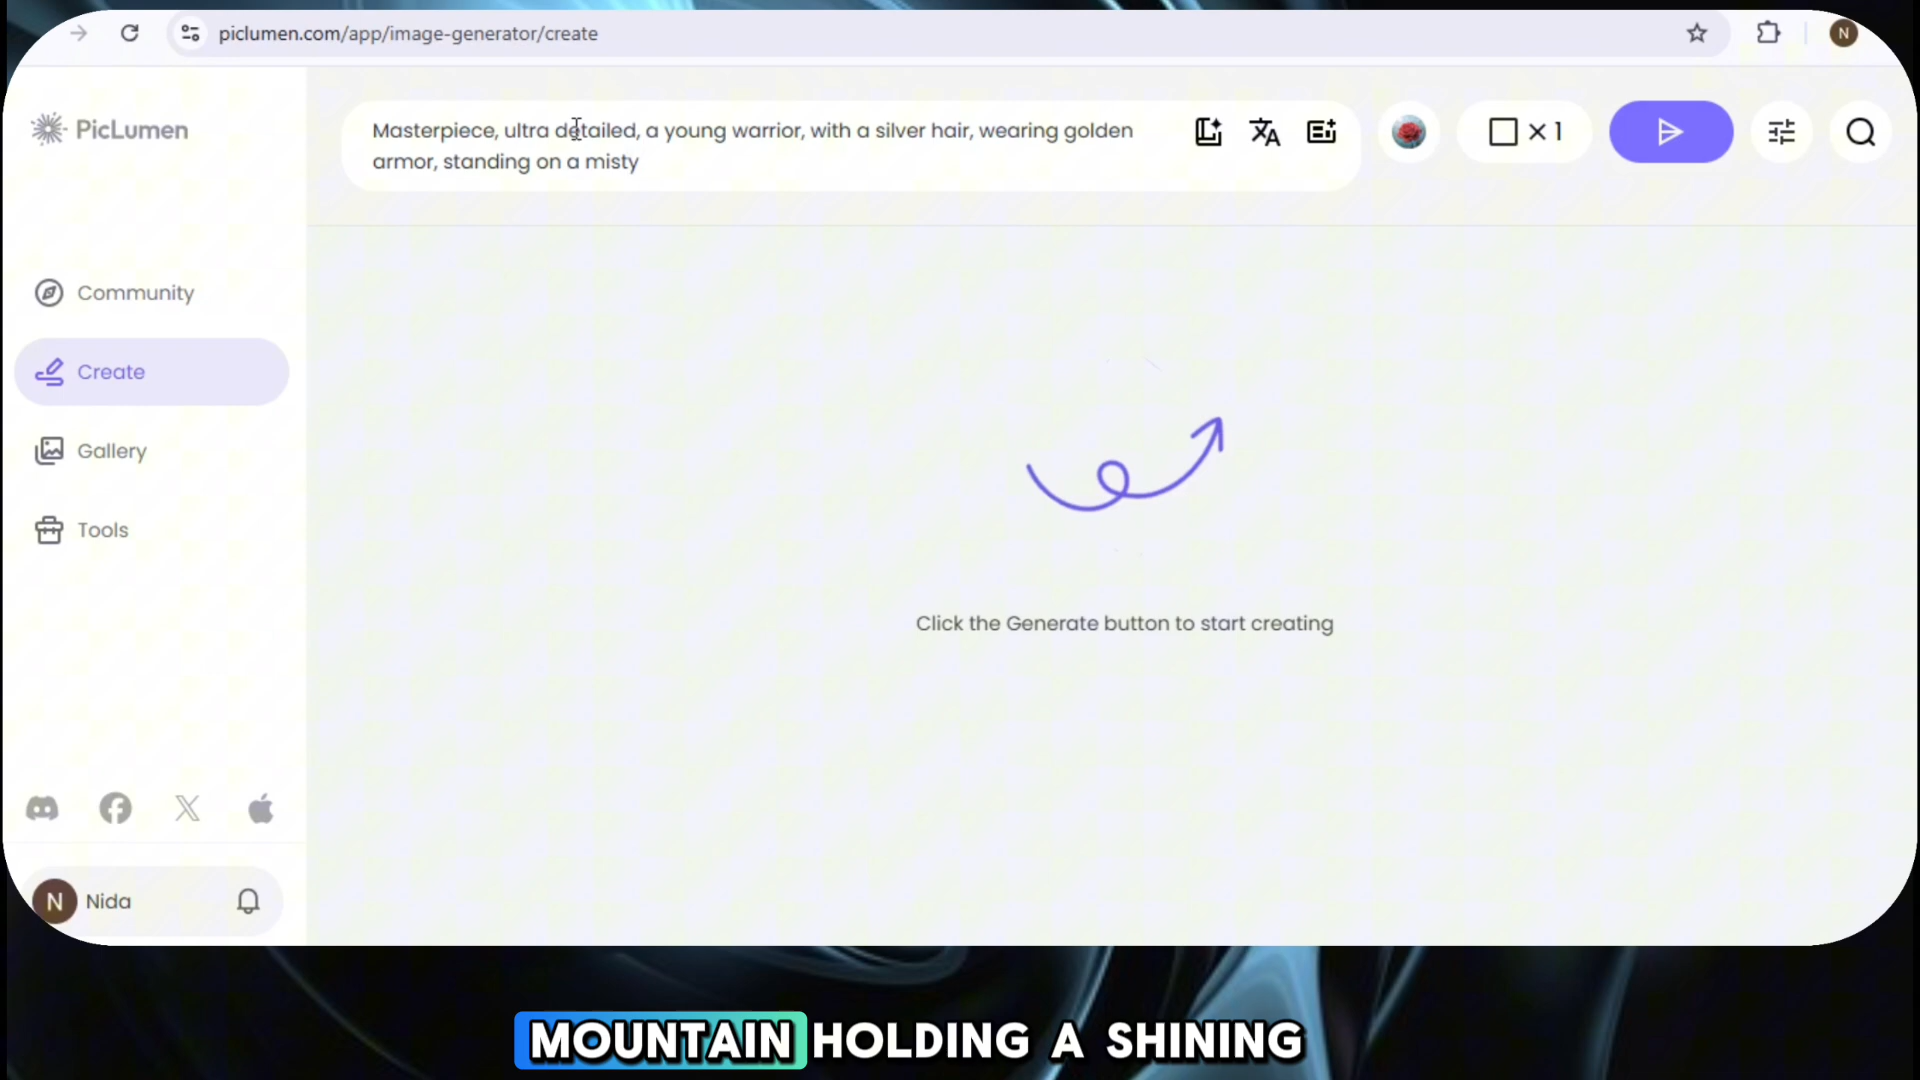 piclumen.com/app/image-generator/create
N
PicLumen
Masterpiece, ultra detailed, a young warrior, with a silver hair, wearing golden
armor, standing on a misty
× 1
Community
Create
Gallery
Tools
Click the Generate button to start creating
N Nida
MOUNTAIN HOLDING A SHINING